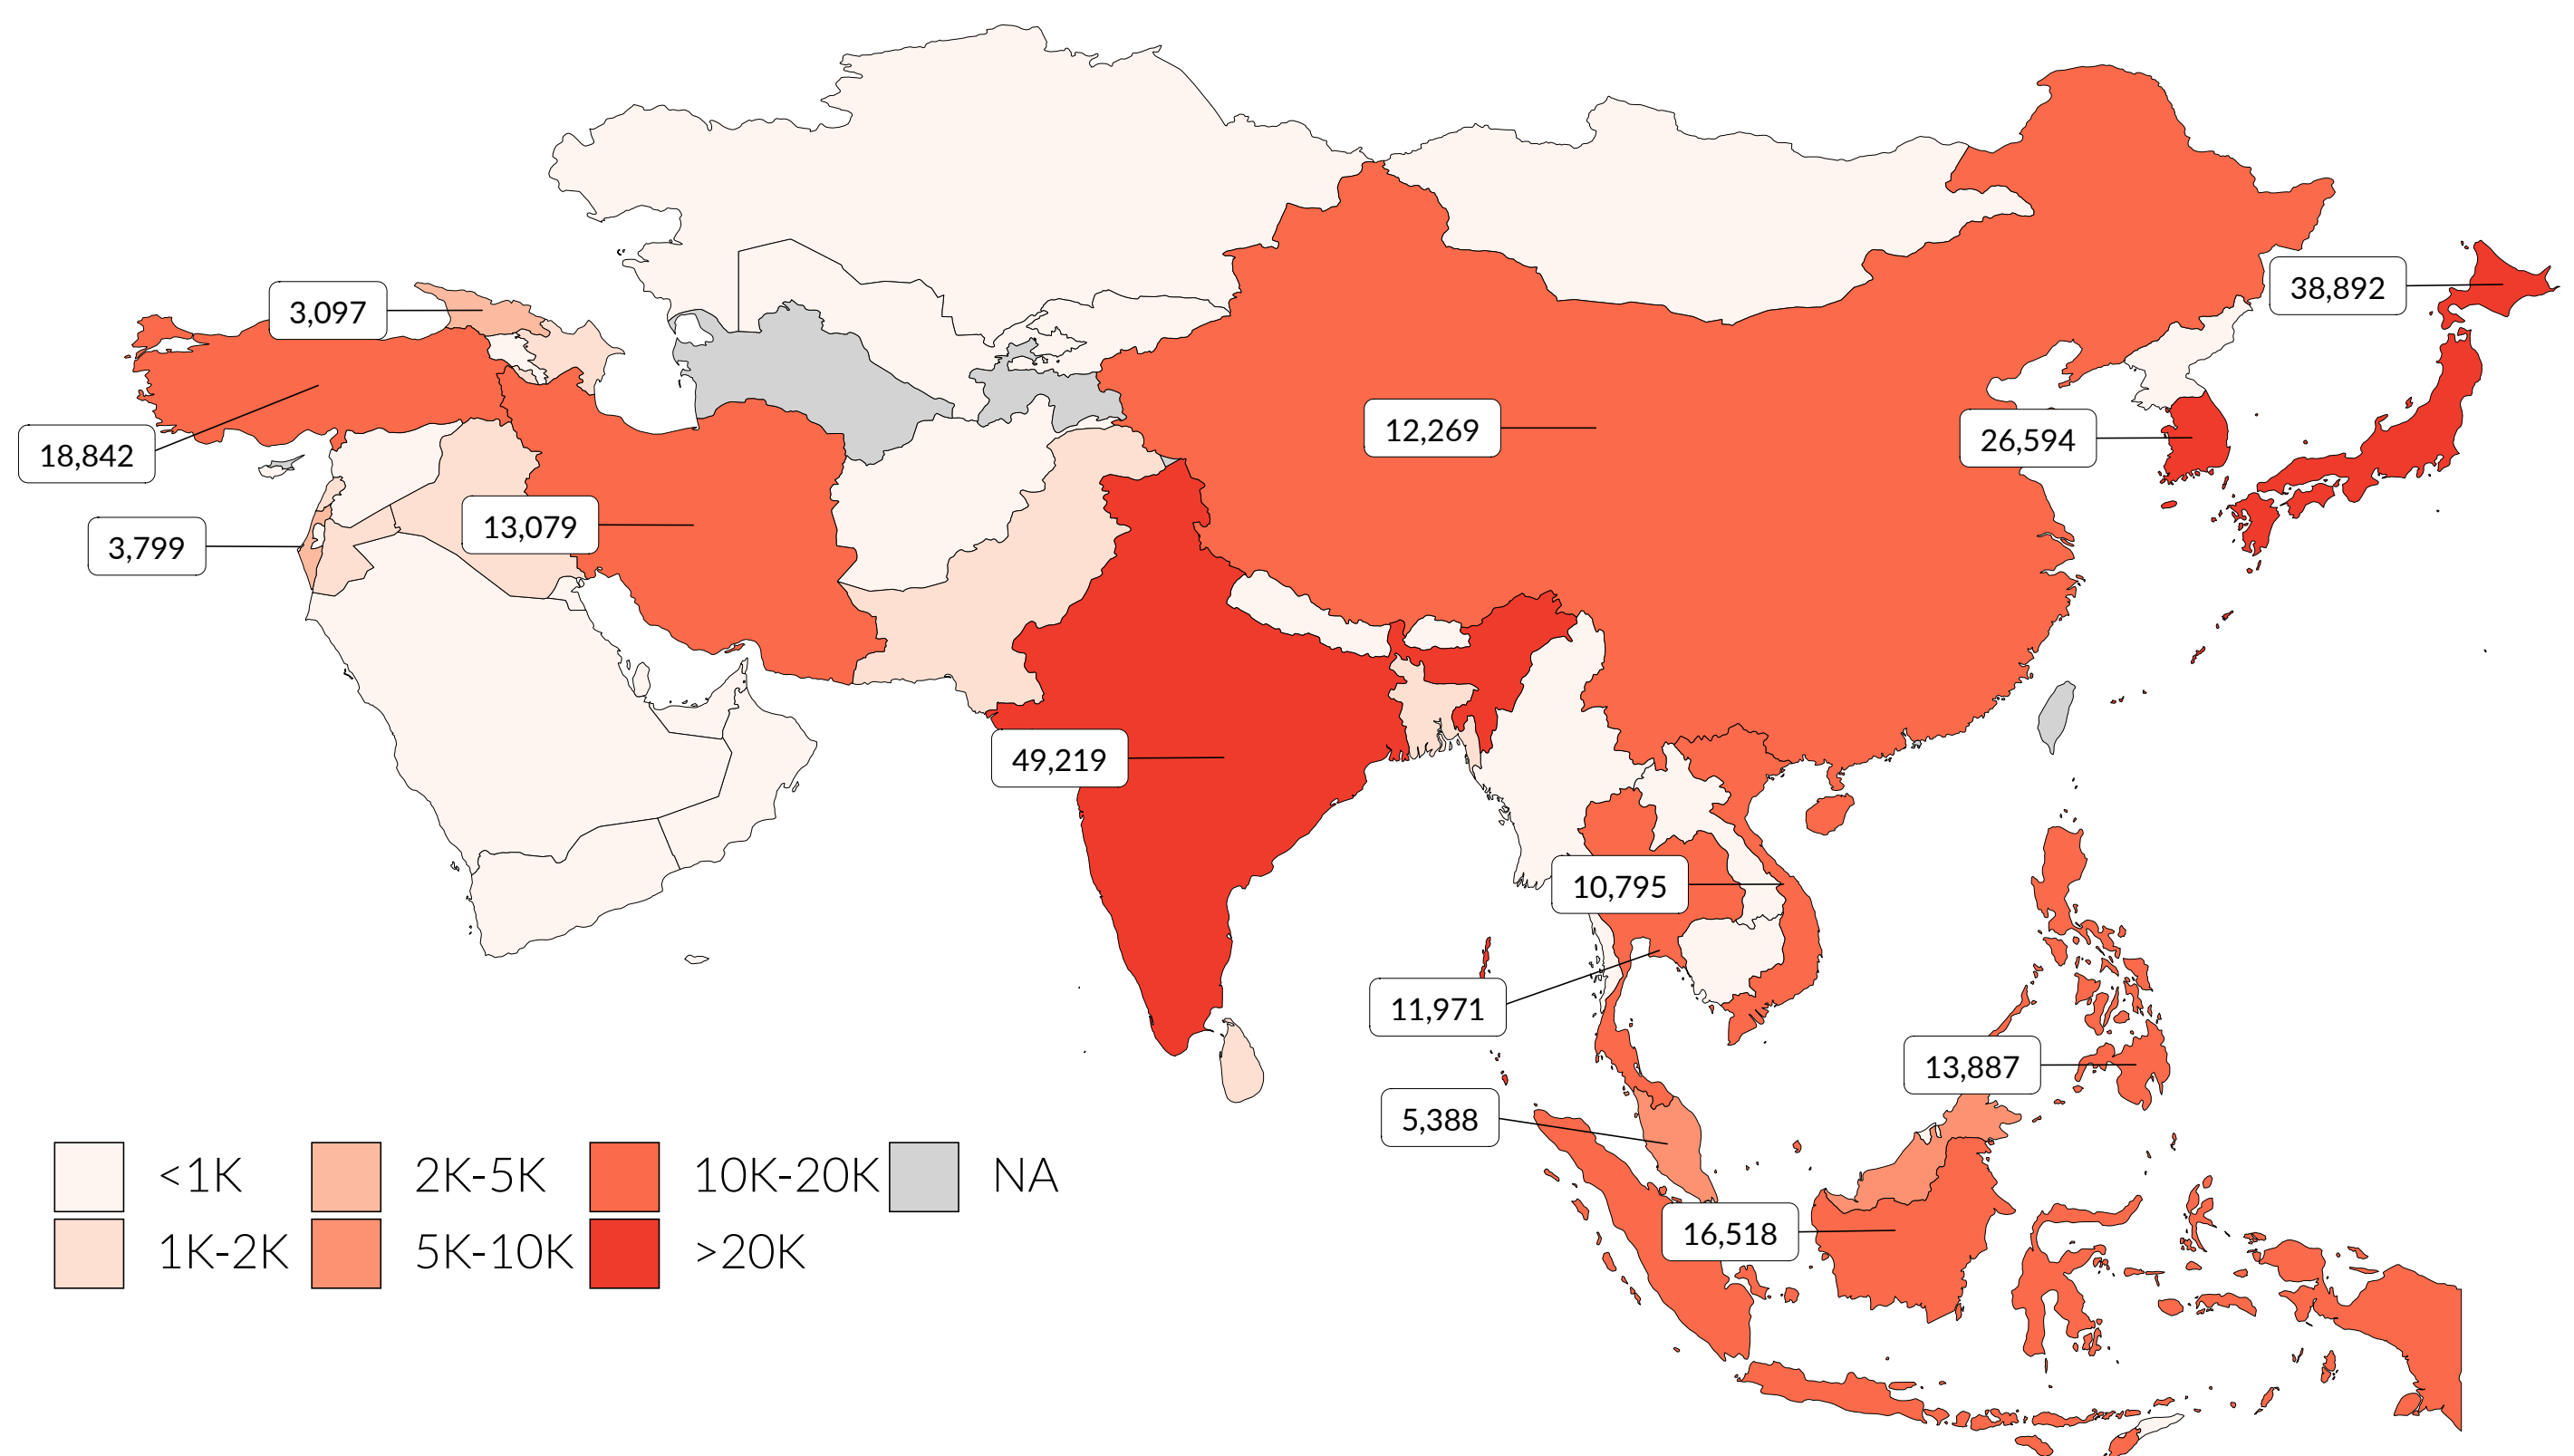 38,892
3,097
12,269
26,594
18,842
13,079
3,799
49,219
10,795
11,971
13,887
5,388
16,518
<1K
2K-5K
10K-20K
NA
1K-2K
5K-10K
>20K